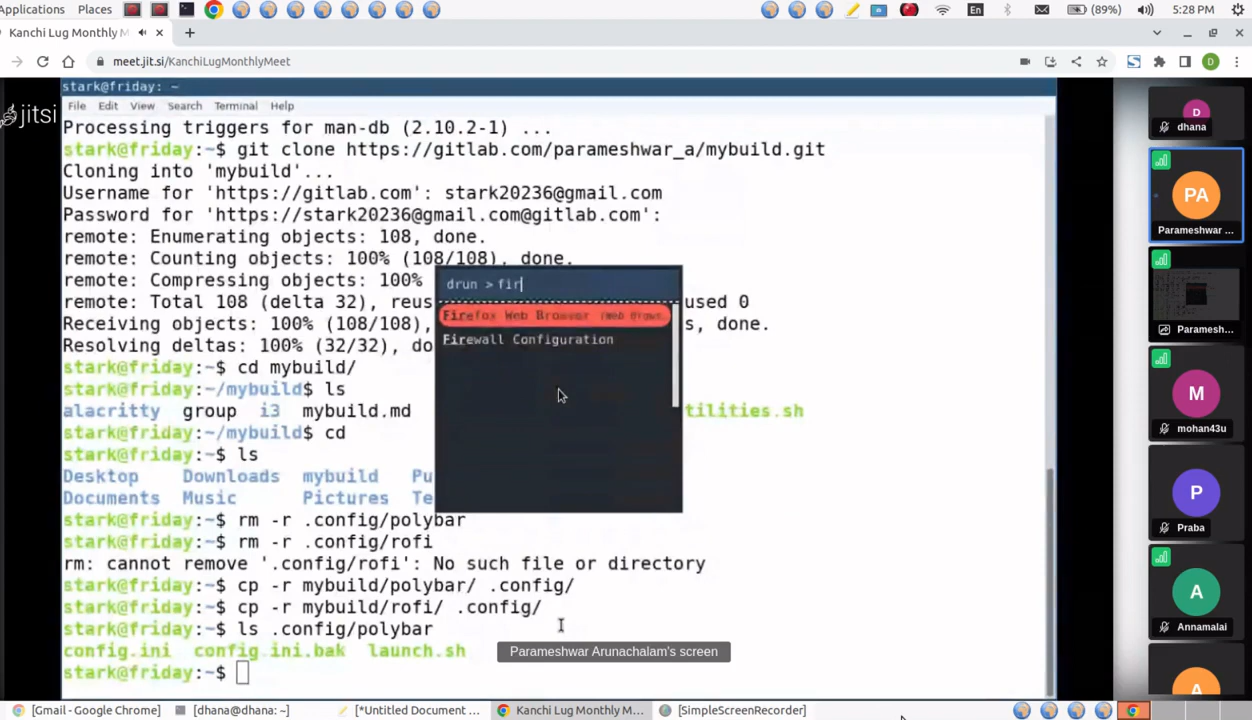 Applications Places En (89%) 5:28 PM
Kanchi Lug Monthly M
meet.jit.si/KanchiLugMonthlyMeet D
stark@friday: ~
File Edit View Search Terminal Help
jitsi
Processing triggers for man-db (2.10.2-1) ...
stark@friday:~$ git clone https://gitlab.com/parameshwar_a/mybuild.git
Cloning into 'mybuild'...
Username for 'https://gitlab.com': stark20236@gmail.com
Password for 'https://stark20236@gmail.com@gitlab.com':
remote: Enumerating objects: 108, done.
remote: Counting objects: 100% (108/108), done.
remote: Compressing objects: 100%
remote: Total 108 (delta 32), reus used 0
Receiving objects: 100% (108/108), s, done.
Resolving deltas: 100% (32/32), do
stark@friday:~$ cd mybuild/
stark@friday:~/mybuild$ ls
alacritty group i3 mybuild.md tilities.sh
stark@friday:~/mybuild$ cd
stark@friday:~$ ls
Desktop Downloads mybuild Pu
Documents Music Pictures Te
stark@friday:~$ rm -r .config/polybar
stark@friday:~$ rm -r .config/rofi
rm: cannot remove '.config/rofi': No such file or directory
stark@friday:~$ cp -r mybuild/polybar/ .config/
stark@friday:~$ cp -r mybuild/rofi/ .config/
stark@friday:~$ ls .config/polybar
config.ini config.ini.bak launch.sh
stark@friday:~$
drun > fir
Firefox Web Browser (Web Brows..
Firewall Configuration
Parameshwar Arunachalam's screen
D
dhana
PA
Parameshwar ...
Paramesh...
M
mohan43u
P
Praba
A
Annamalai
A
[Gmail - Google Chrome] [dhana@dhana: ~] [*Untitled Document ... Kanchi Lug Monthly M... [SimpleScreenRecorder]